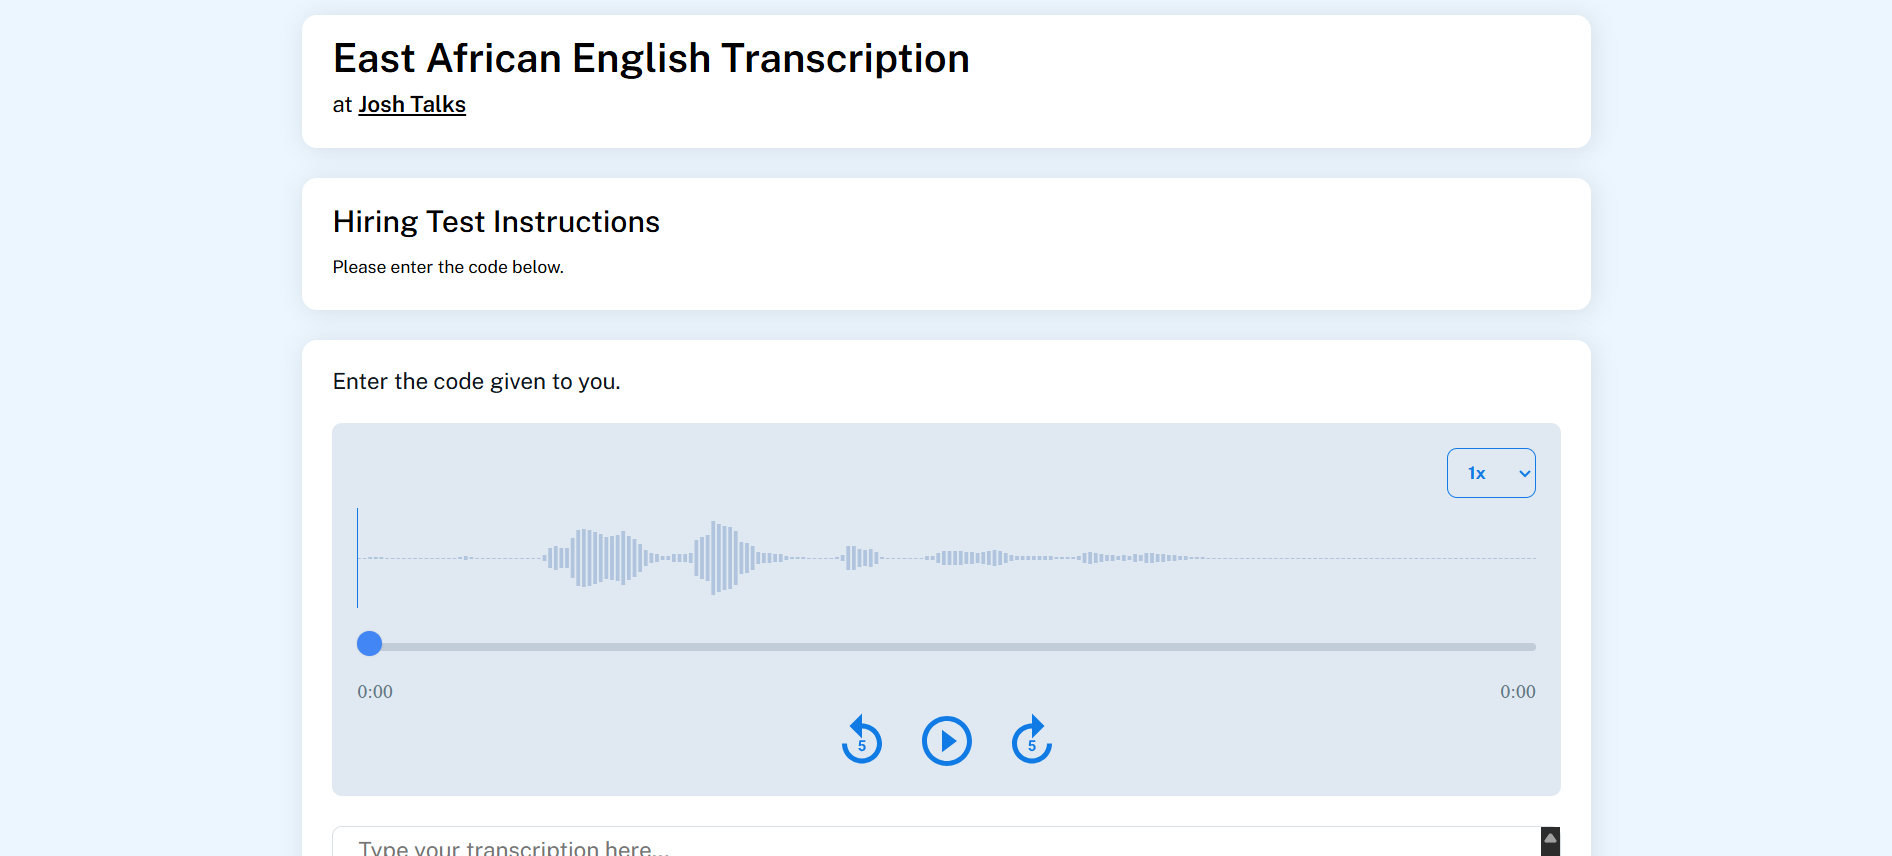 East African English Transcription
at Josh Talks
Hiring Test Instructions
Please enter the code below.
Enter the code given to you.
1x
0:00
0:00
5
5
Type your transcription here...